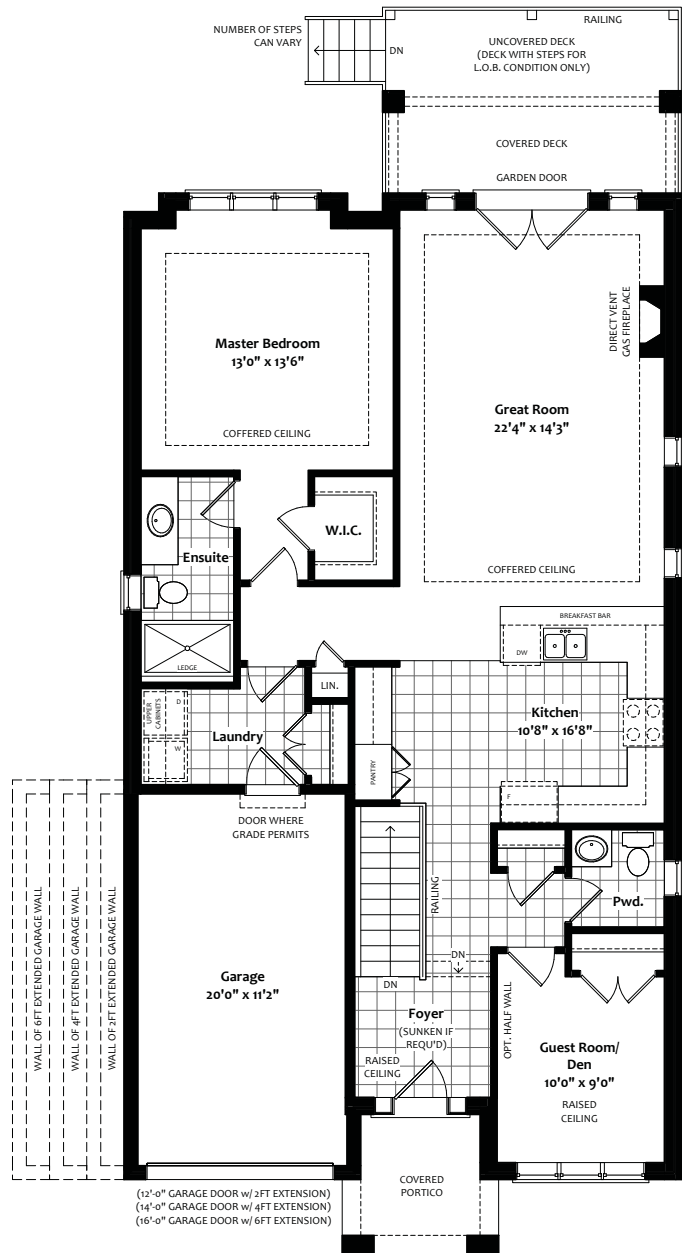 RAILING
NUMBER OF STEPS
CAN VARY
DN
UNCOVERED DECK
(DECK WITH STEPS FOR
L.O.B. CONDITION ONLY)
COVERED DECK
GARDEN DOOR
DIRECT VENT
GAS FIREPLACE
Master Bedroom
13'0" x 13'6"
COFFERED CEILING
Great Room
22'4" x 14'3"
COFFERED CEILING
W.I.C.
Ensuite
LEDGE
BREAKFAST BAR
DW
LIN.
UPPER
CABINETS
D
W
Laundry
Kitchen
10'8" x 16'8"
PANTRY
F
DOOR WHERE
GRADE PERMITS
WALL OF 6FT EXTENDED GARAGE WALL
WALL OF 4FT EXTENDED GARAGE WALL
WALL OF 2FT EXTENDED GARAGE WALL
RAILING
Pwd.
DN
DN
Garage
20'0" x 11'2"
Foyer
(SUNKEN IF
REQU'D)
RAISED
CEILING
OPT. HALF WALL
Guest Room/
Den
10'0" x 9'0"
RAISED
CEILING
COVERED
PORTICO
(12'-0" GARAGE DOOR w/ 2FT EXTENSION)
(14'-0" GARAGE DOOR w/ 4FT EXTENSION)
(16'-0" GARAGE DOOR w/ 6FT EXTENSION)